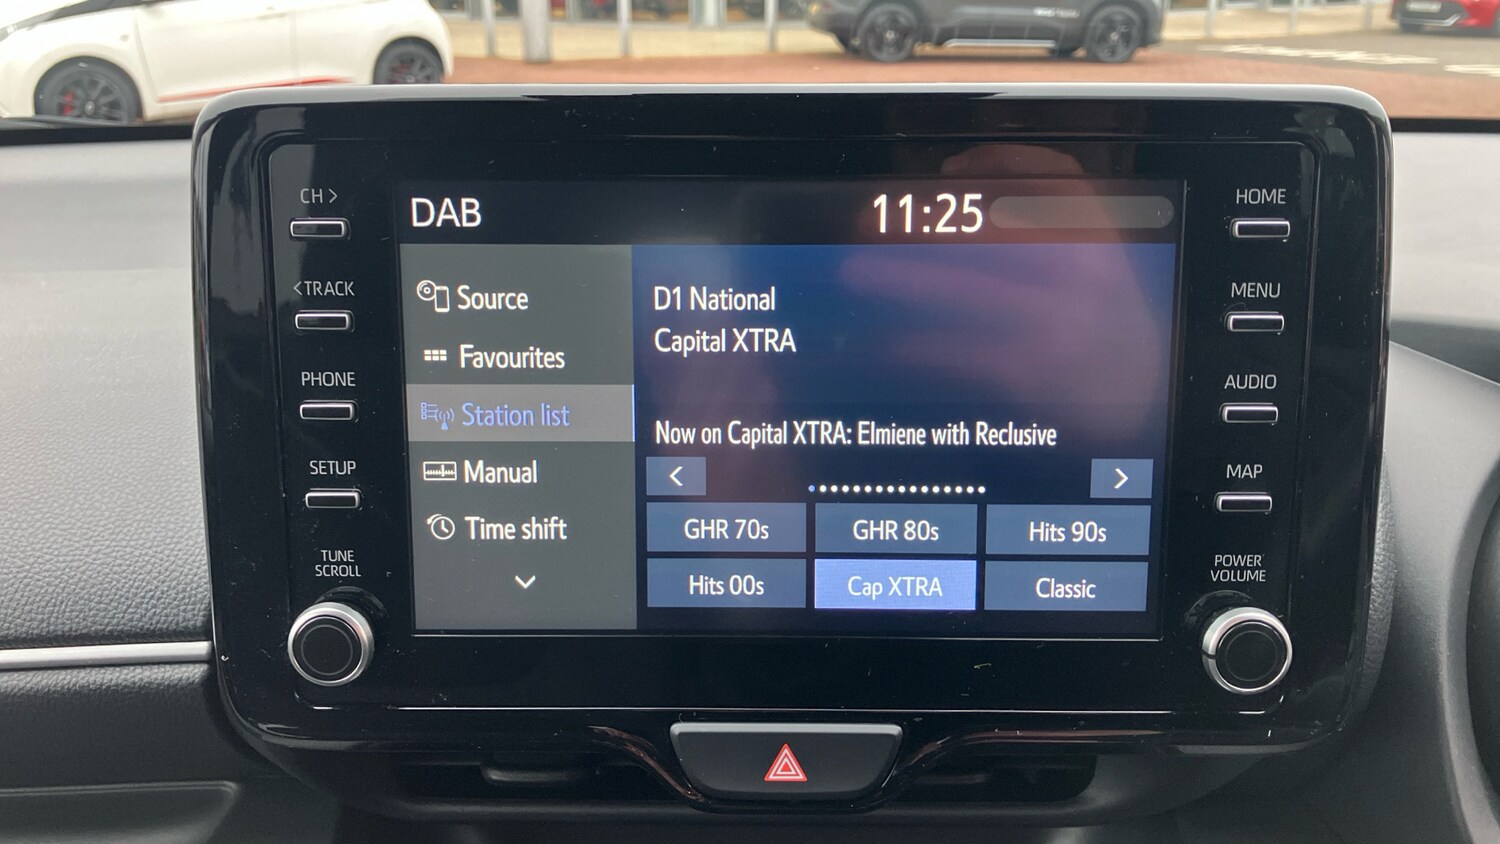 CH >
< TRACK
PHONE
SETUP
TUNE
SCROLL
DAB
11:25
Source
Favourites
Station list
Manual
Time shift
D1 National
Capital XTRA
Now on Capital XTRA: Elmiene with Reclusive
<
>
GHR 70s
GHR 80s
Hits 90s
Hits 00s
Cap XTRA
Classic
HOME
MENU
AUDIO
MAP
POWER
VOLUME